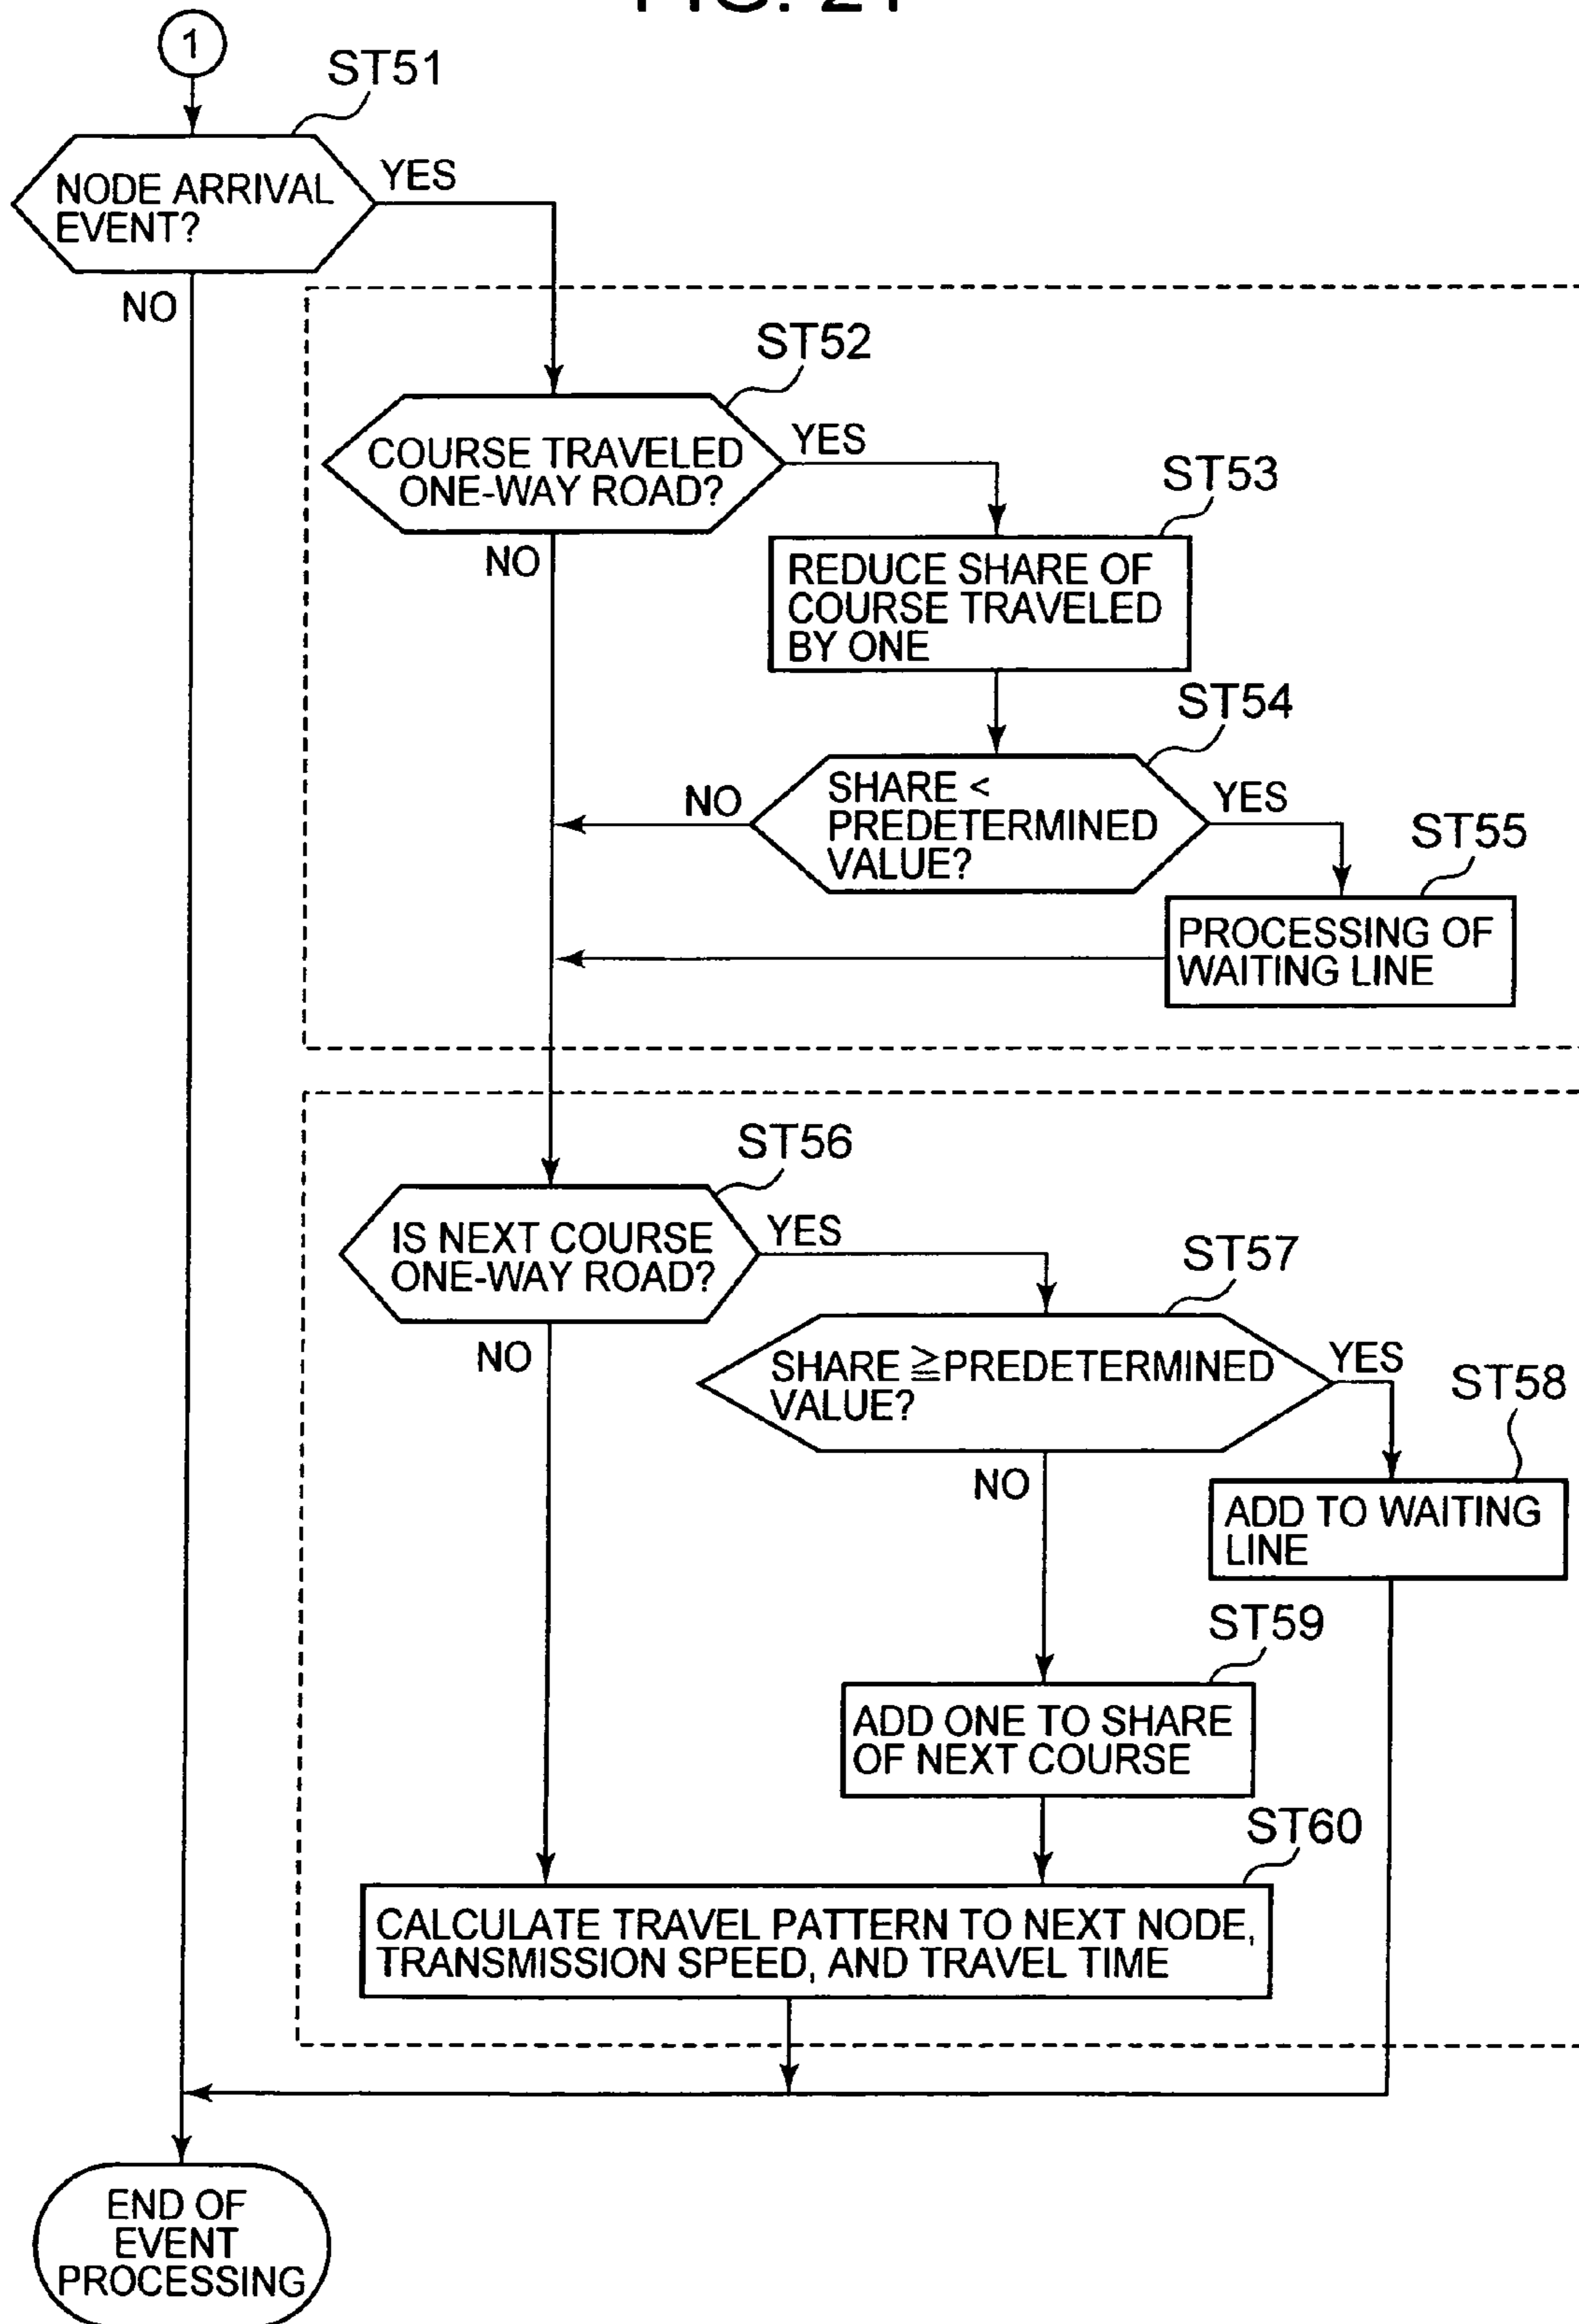 1
ST51
NODE ARRIVAL
EVENT?
YES
NO
ST52
COURSE TRAVELED
ONE-WAY ROAD?
YES
NO
ST53
REDUCE SHARE OF
COURSE TRAVELED
BY ONE
ST54
SHARE <
PREDETERMINED
VALUE?
NO
YES
ST55
PROCESSING OF
WAITING LINE
ST56
IS NEXT COURSE
ONE-WAY ROAD?
YES
NO
ST57
SHARE ≧PREDETERMINED
VALUE?
YES
NO
ST58
ADD TO WAITING
LINE
ST59
ADD ONE TO SHARE
OF NEXT COURSE
ST60
CALCULATE TRAVEL PATTERN TO NEXT NODE,
TRANSMISSION SPEED, AND TRAVEL TIME
END OF
EVENT
PROCESSING